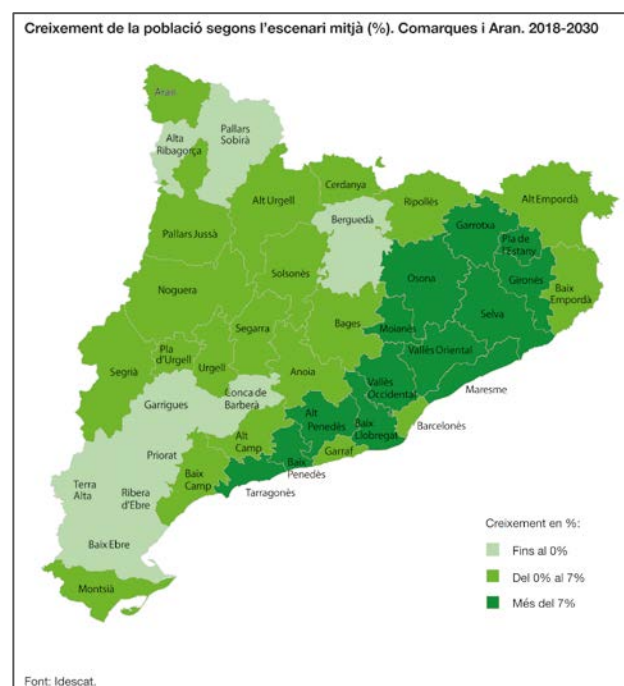 Creixement de la població segons l'escenari mitjà (%). Comarques i Aran. 2018-2030
Aran
Alta
Ribagorça
Pallars
Sobirà
Cerdanya
Alt Urgell
Ripollès
Alt Empordà
Berguedà
Garrotxa
Pallars Jussà
Pla de
l'Estany
Solsonès
Osona
Gironès
Baix
Empordà
Noguera
Selva
Segarra
Bages
Moianès
Pla
d'Urgell
Urgell
Vallès Oriental
Segrià
Anoia
Vallès
Occidental
Maresme
Garrigues
Conca de
Barberà
Alt
Penedès
Baix
Llobregat
Barcelonès
Alt
Camp
Priorat
Garraf
Baix
Penedès
Baix
Camp
Terra
Alta
Ribera
d'Ebre
Tarragonès
Baix Ebre
Montsià
Creixement en %:
Fins al 0%
Del 0% al 7%
Més del 7%
Font: Idescat.